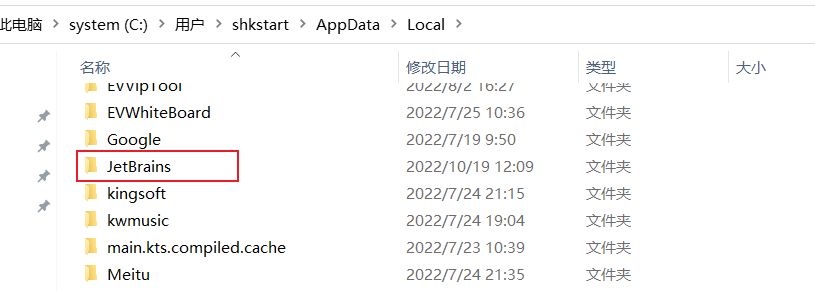 此电脑 > system (C:) > 用户 > shkstart > AppData > Local >
名称 修改日期 类型 大小
EVVipTool 2022/8/2 16:27 文件夹
EVWhiteBoard 2022/7/25 10:36 文件夹
Google 2022/7/19 9:50 文件夹
JetBrains 2022/10/19 12:09 文件夹
kingsoft 2022/7/24 21:15 文件夹
kwmusic 2022/7/24 19:04 文件夹
main.kts.compiled.cache 2022/7/23 10:39 文件夹
Meitu 2022/7/24 21:35 文件夹